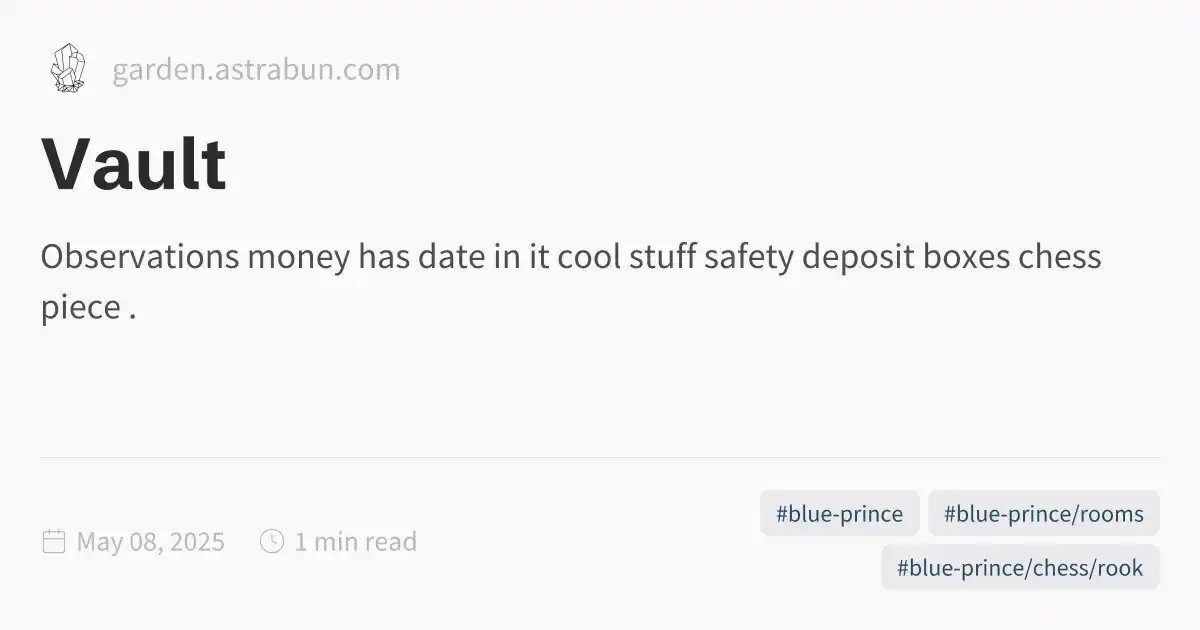 garden.astrabun.com
Vault
Observations money has date in it cool stuff safety deposit boxes chess
piece .
May 08, 2025 1 min read
#blue-prince #blue-prince/rooms
#blue-prince/chess/rook